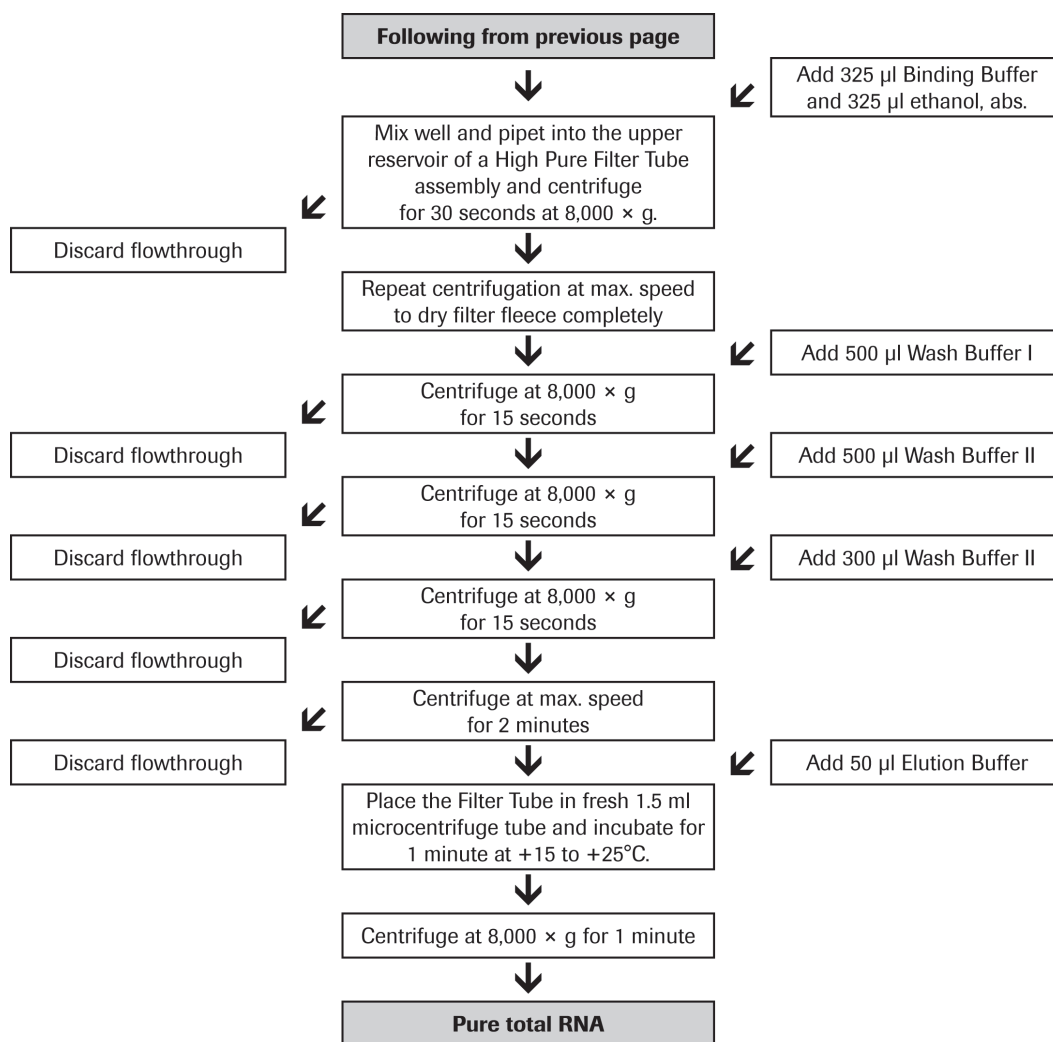 Following from previous page
Add 325 µl Binding Buffer
and 325 µl ethanol, abs.
Mix well and pipet into the upper
reservoir of a High Pure Filter Tube
assembly and centrifuge
for 30 seconds at 8,000 × g.
Discard flowthrough
Repeat centrifugation at max. speed
to dry filter fleece completely
Add 500 µl Wash Buffer I
Centrifuge at 8,000 × g
for 15 seconds
Discard flowthrough
Add 500 µl Wash Buffer II
Centrifuge at 8,000 × g
for 15 seconds
Discard flowthrough
Add 300 µl Wash Buffer II
Centrifuge at 8,000 × g
for 15 seconds
Discard flowthrough
Centrifuge at max. speed
for 2 minutes
Discard flowthrough
Add 50 µl Elution Buffer
Place the Filter Tube in fresh 1.5 ml
microcentrifuge tube and incubate for
1 minute at +15 to +25°C.
Centrifuge at 8,000 × g for 1 minute
Pure total RNA